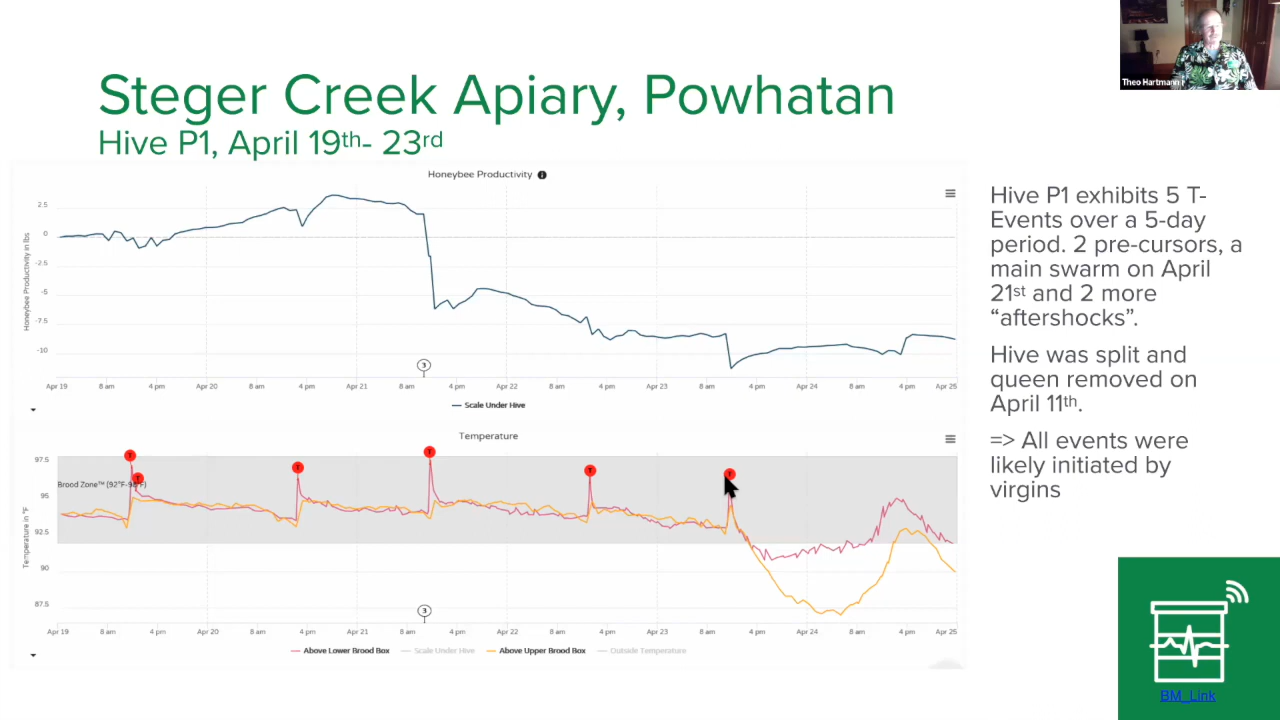 Theo Hartmann
Steger Creek Apiary, Powhatan
Hive P1, April 19th- 23rd
Honeybee Productivity i
2.5
0
-2.5
-5
-7.5
-10
Honeybee Productivity in lbs
3
Apr 19 8 am 4 pm Apr 20 8 am 4 pm Apr 21 8 am 4 pm Apr 22 8 am 4 pm Apr 23 8 am 4 pm Apr 24 8 am 4 pm Apr 25
Scale Under Hive
Temperature
97.5
95
92.5
90
87.5
Temperature in °F
T T T T T T
Brood Zone™ (92°F-98°F)
3
Apr 19 8 am 4 pm Apr 20 8 am 4 pm Apr 21 8 am 4 pm Apr 22 8 am 4 pm Apr 23 8 am 4 pm Apr 24 8 am 4 pm Apr 25
Above Lower Brood Box Scale Under Hive Above Upper Brood Box Outside Temperature
Hive P1 exhibits 5 T-
Events over a 5-day
period. 2 pre-cursors, a
main swarm on April
21st and 2 more
“aftershocks”.
Hive was split and
queen removed on
April 11th.
=> All events were
likely initiated by
virgins
BM_Link